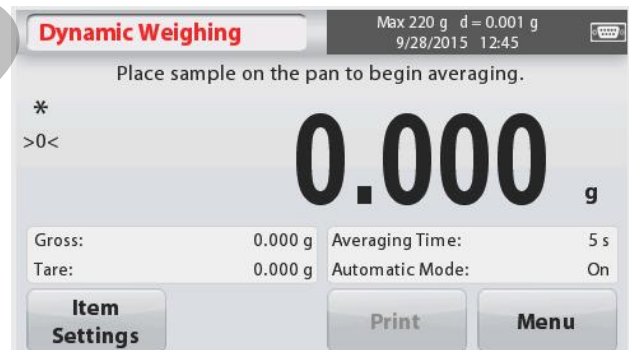 Dynamic Weighing
Max 220 g d = 0.001 g
9/28/2015 12:45
Place sample on the pan to begin averaging.
*
>0<
0.000 g
Gross: 0.000 g
Tare: 0.000 g
Averaging Time: 5 s
Automatic Mode: On
Item
Settings
Print
Menu